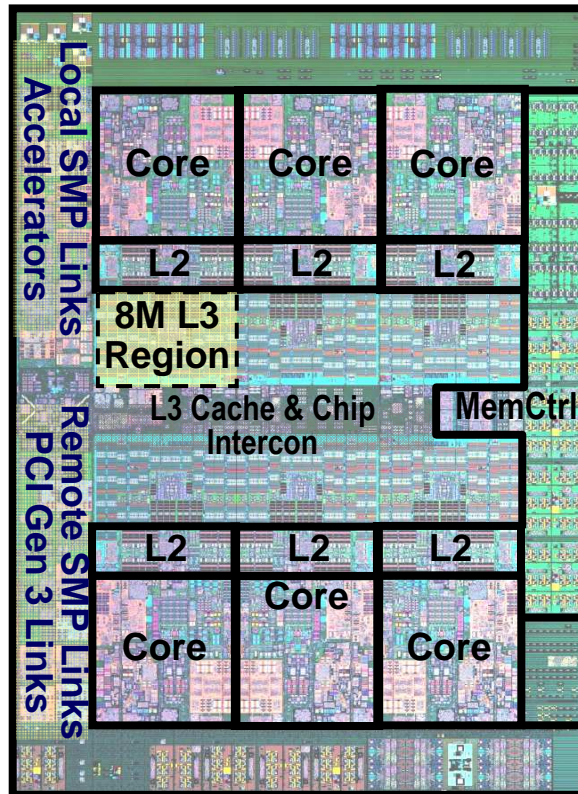 Local SMP Links
Accelerators
Core
Core
Core
L2
L2
L2
8M L3
Region
L3 Cache & Chip
Intercon
MemCtrl
Remote SMP Links
PCI Gen 3 Links
L2
L2
L2
Core
Core
Core